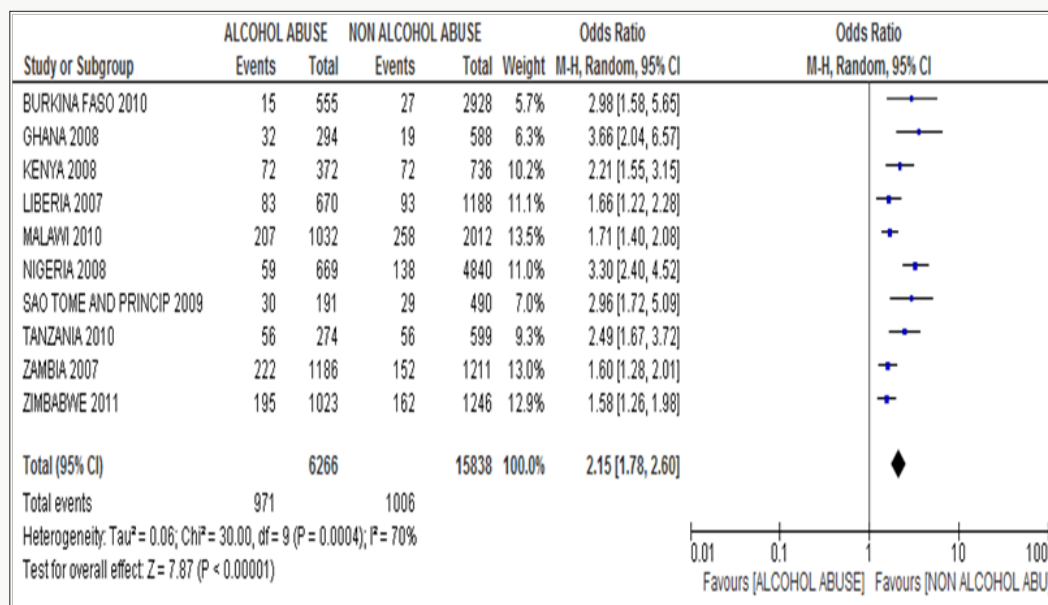 ALCOHOL ABUSE NON ALCOHOL ABUSE Odds Ratio Odds Ratio
Study or Subgroup Events Total Events Total Weight M-H, Random, 95% CI M-H, Random, 95% CI
BURKINA FASO 2010 15 555 27 2928 5.7% 2.98 [1.58, 5.65]
GHANA 2008 32 294 19 588 6.3% 3.66 [2.04, 6.57]
KENYA 2008 72 372 72 736 10.2% 2.21 [1.55, 3.15]
LIBERIA 2007 83 670 93 1188 11.1% 1.66 [1.22, 2.28]
MALAWI 2010 207 1032 258 2012 13.5% 1.71 [1.40, 2.08]
NIGERIA 2008 59 669 138 4840 11.0% 3.30 [2.40, 4.52]
SAO TOME AND PRINCIP 2009 30 191 29 490 7.0% 2.96 [1.72, 5.09]
TANZANIA 2010 56 274 56 599 9.3% 2.49 [1.67, 3.72]
ZAMBIA 2007 222 1186 152 1211 13.0% 1.60 [1.28, 2.01]
ZIMBABWE 2011 195 1023 162 1246 12.9% 1.58 [1.26, 1.98]
Total (95% CI) 6266 15838 100.0% 2.15 [1.78, 2.60]
Total events 971 1006
Heterogeneity: Tau² = 0.06; Chi² = 30.00, df = 9 (P = 0.0004); I² = 70%
Test for overall effect: Z = 7.87 (P < 0.00001)
0.01 0.1 1 10 100
Favours [ALCOHOL ABUSE] Favours [NON ALCOHOL ABU